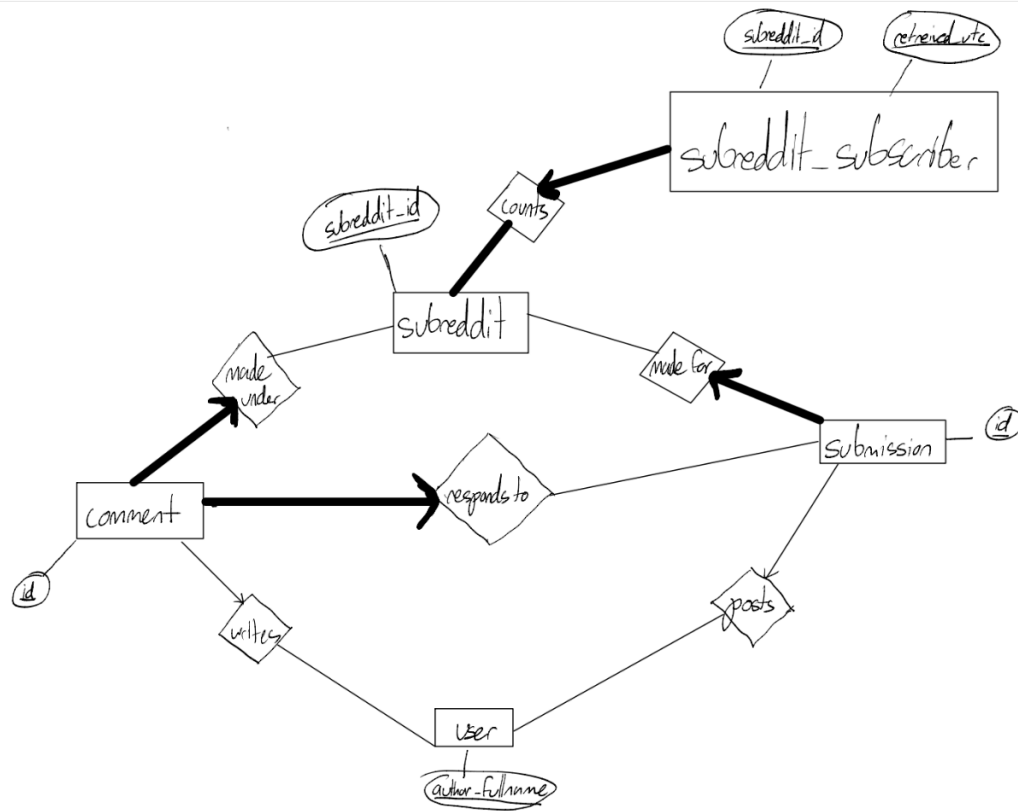 subreddit_id
retreived_utc
subreddit_subscriber
counts
subreddit_id
subreddit
made
under
made for
id
submission
responds to
comment
id
writes
posts
user
author_fullname